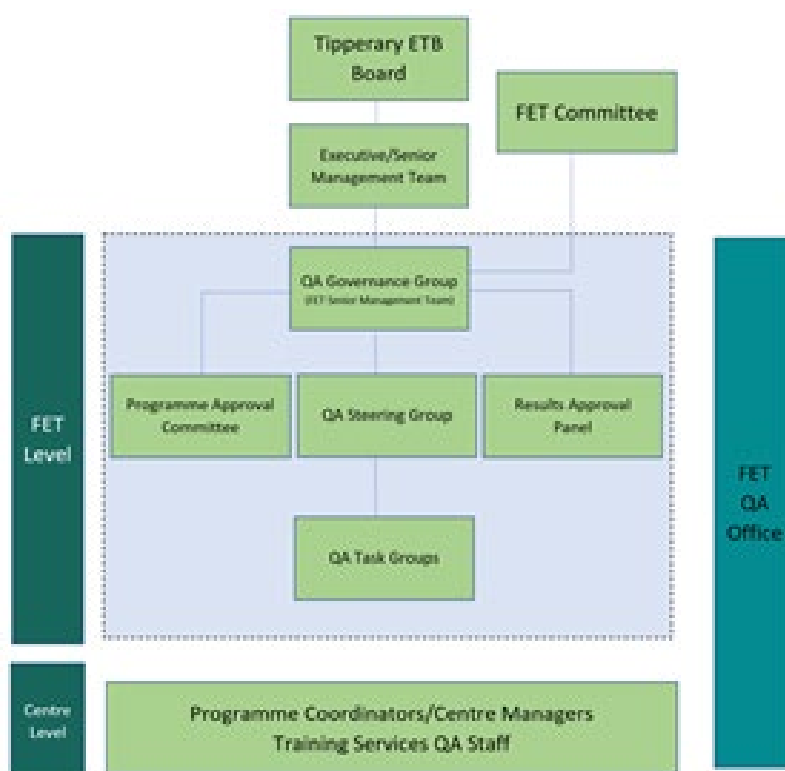 Tipperary ETB
Board
FET Committee
Executive/Senior
Management Team
QA Governance Group
(FET Senior Management Team)
Programme Approval
Committee
QA Steering Group
Results Approval
Panel
FET
Level
QA Task Groups
FET
QA
Office
Centre
Level
Programme Coordinators/Centre Managers
Training Services QA Staff